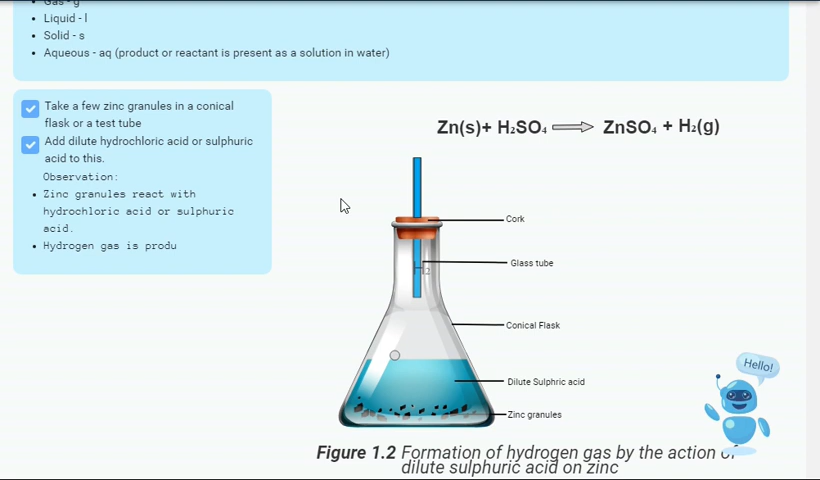 Gas - g
Liquid - l
Solid - s
Aqueous - aq (product or reactant is present as a solution in water)
Take a few zinc granules in a conical
flask or a test tube
Add dilute hydrochloric acid or sulphuric
acid to this.
Observation:
Zinc granules react with
hydrochloric acid or sulphuric
acid.
Hydrogen gas is produ
Zn(s)+ H₂SO₄ ⟹ ZnSO₄ + H₂(g)
Cork
Glass tube
H₂
Conical Flask
Dilute Sulphric acid
Zinc granules
Hello!
Figure 1.2 Formation of hydrogen gas by the action of
dilute sulphuric acid on zinc